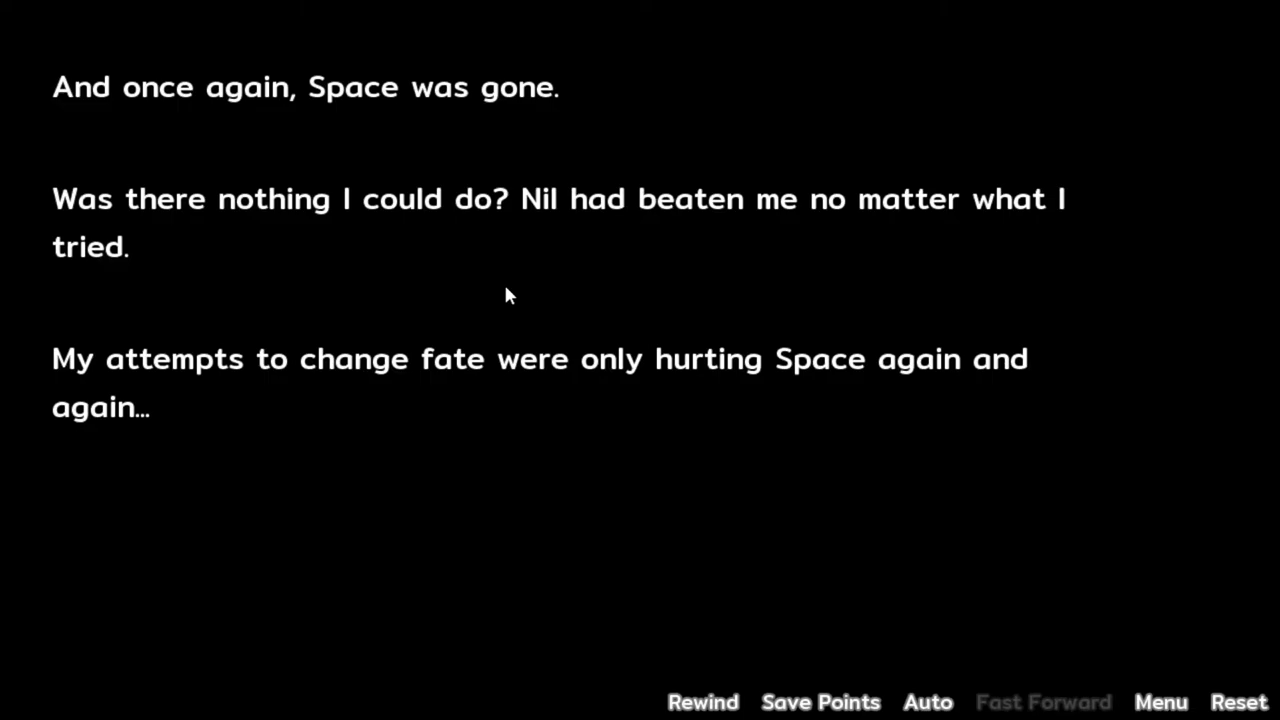 And once again, Space was gone.
Was there nothing I could do? Nil had beaten me no matter what I
tried.
My attempts to change fate were only hurting Space again and
again...
Rewind Save Points Auto Fast Forward Menu Reset